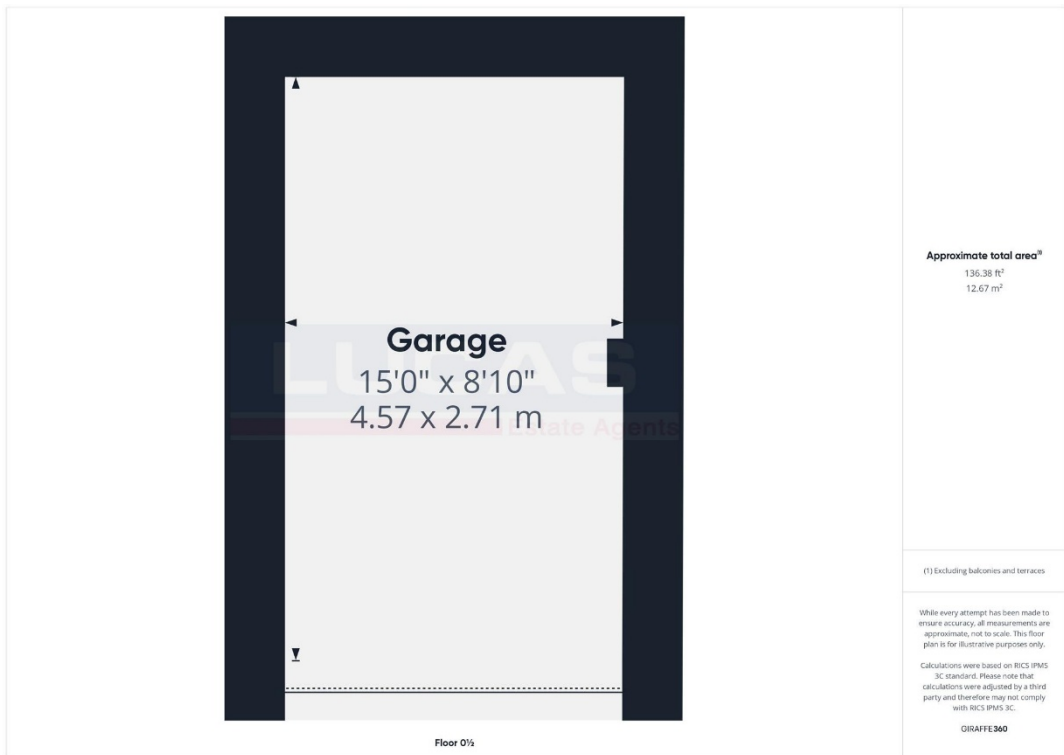 Garage
15'0" x 8'10"
4.57 x 2.71 m
LUCAS
Estate Agents
Floor 0½
Approximate total area⁽¹⁾
136.38 ft²
12.67 m²
(1) Excluding balconies and terraces
While every attempt has been made to
ensure accuracy, all measurements are
approximate, not to scale. This floor
plan is for illustrative purposes only.
Calculations were based on RICS IPMS
3C standard. Please note that
calculations were adjusted by a third
party and therefore may not comply
with RICS IPMS 3C.
GIRAFFE360